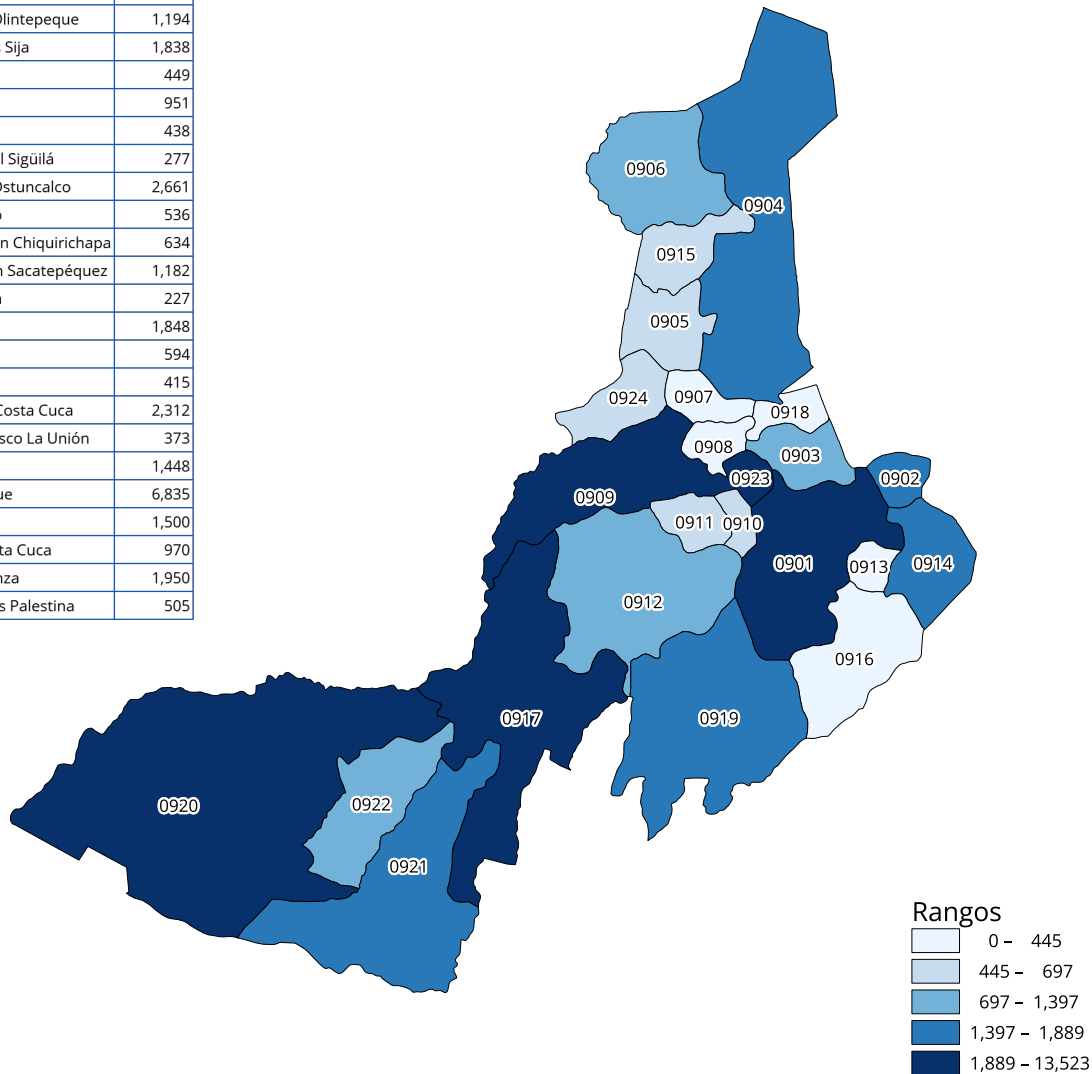 Olintepeque 1,194
s Sija 1,838
449
951
438
l Sigüilá 277
Ostuncalco 2,661
o 536
n Chiquirichapa 634
n Sacatepéquez 1,182
227
1,848
594
415
Costa Cuca 2,312
sco La Unión 373
1,448
ue 6,835
1,500
ta Cuca 970
nza 1,950
s Palestina 505
0906
0904
0915
0905
0924
0907
0918
0908
0903
0923
0902
0909
0911
0910
0901
0913
0914
0912
0916
0917
0919
0920
0922
0921
Rangos
0 – 445
445 – 697
697 – 1,397
1,397 – 1,889
1,889 – 13,523